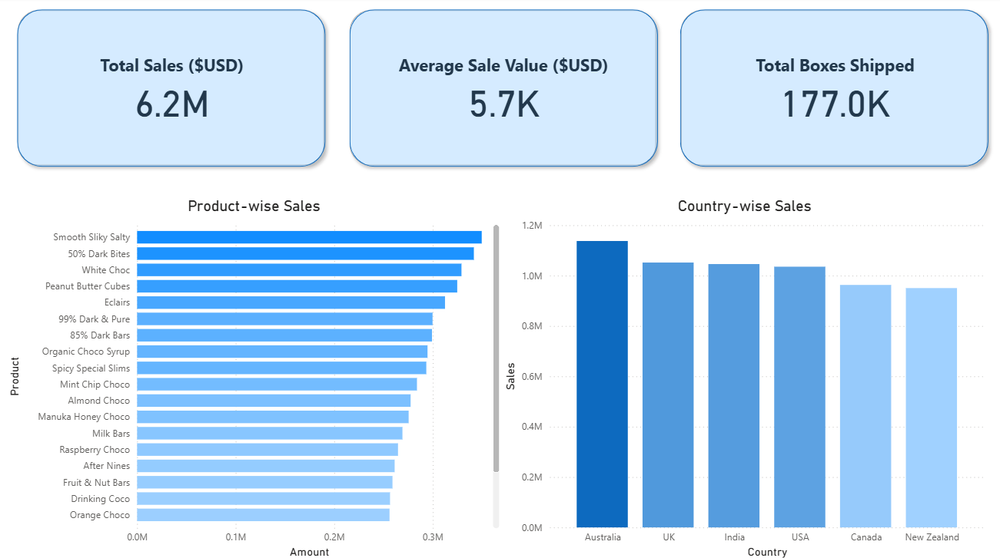 Total Sales ($USD)
6.2M
Average Sale Value ($USD)
5.7K
Total Boxes Shipped
177.0K
Product-wise Sales
Product
Smooth Sliky Salty
50% Dark Bites
White Choc
Peanut Butter Cubes
Eclairs
99% Dark & Pure
85% Dark Bars
Organic Choco Syrup
Spicy Special Slims
Mint Chip Choco
Almond Choco
Manuka Honey Choco
Milk Bars
Raspberry Choco
After Nines
Fruit & Nut Bars
Drinking Coco
Orange Choco
0.0M 0.1M 0.2M 0.3M
Amount
Country-wise Sales
Sales
1.2M
1.0M
0.8M
0.6M
0.4M
0.2M
0.0M
Australia UK India USA Canada New Zealand
Country